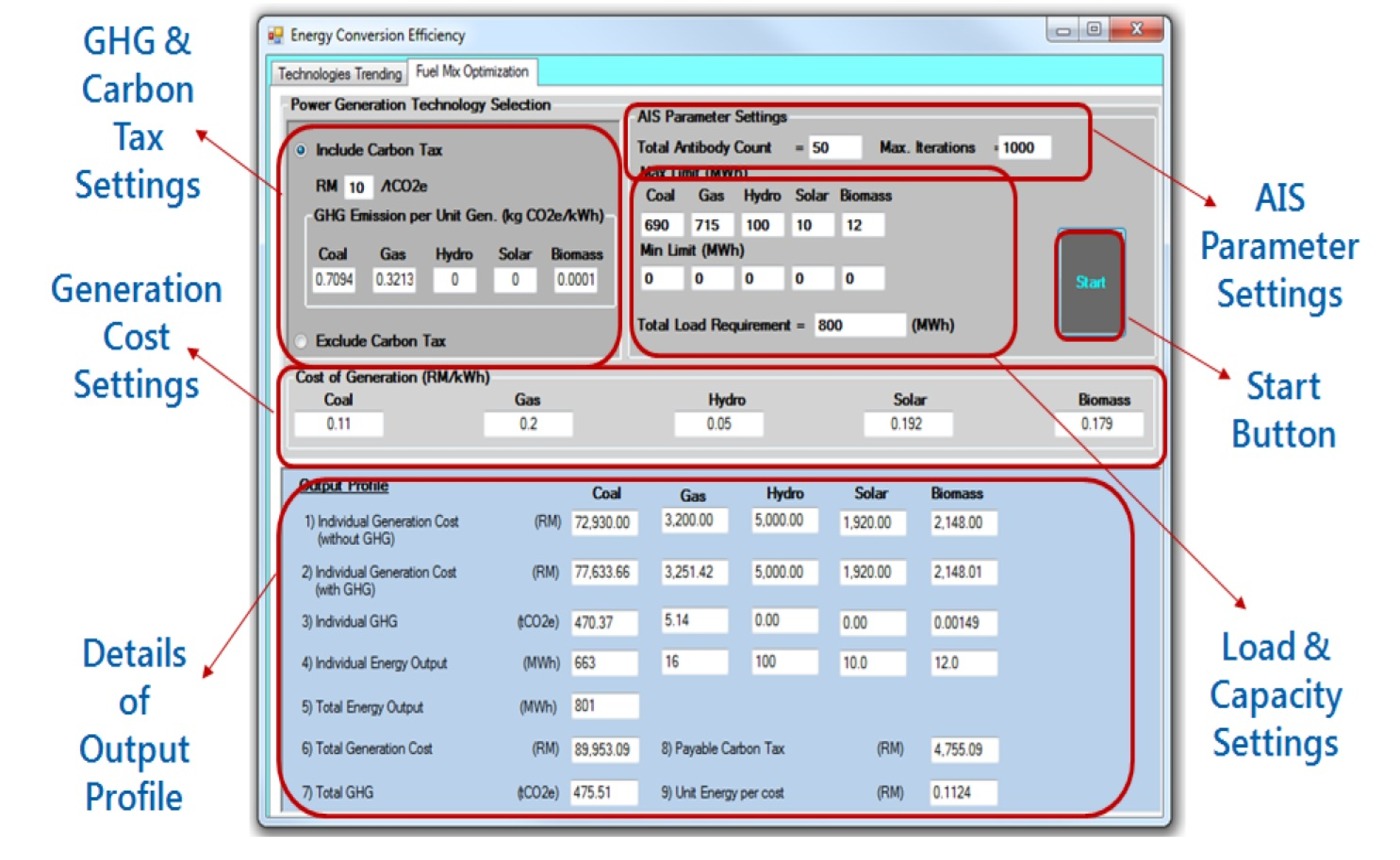 GHG &
Carbon
Tax
Settings
Generation
Cost
Settings
Details
of
Output
Profile
Energy Conversion Efficiency
X
Technologies Trending Fuel Mix Optimization
Power Generation Technology Selection
Include Carbon Tax
RM 10 /tCO2e
GHG Emission per Unit Gen. (kg CO2e/kWh)
Coal Gas Hydro Solar Biomass
0.7094 0.3213 0 0 0.0001
Exclude Carbon Tax
AIS Parameter Settings
Total Antibody Count = 50 Max. Iterations = 1000
Max Limit (MWh)
Coal Gas Hydro Solar Biomass
690 715 100 10 12
Min Limit (MWh)
0 0 0 0 0
Total Load Requirement = 800 (MWh)
Start
Cost of Generation (RM/kWh)
Coal Gas Hydro Solar Biomass
0.11 0.2 0.05 0.192 0.179
Output Profile
Coal Gas Hydro Solar Biomass
1) Individual Generation Cost (RM) 72,930.00 3,200.00 5,000.00 1,920.00 2,148.00
(without GHG)
2) Individual Generation Cost (RM) 77,633.66 3,251.42 5,000.00 1,920.00 2,148.01
(with GHG)
3) Individual GHG (tCO2e) 470.37 5.14 0.00 0.00 0.00149
4) Individual Energy Output (MWh) 663 16 100 10.0 12.0
5) Total Energy Output (MWh) 801
6) Total Generation Cost (RM) 89,953.09 8) Payable Carbon Tax (RM) 4,755.09
7) Total GHG (tCO2e) 475.51 9) Unit Energy per cost (RM) 0.1124
AIS
Parameter
Settings
Start
Button
Load &
Capacity
Settings